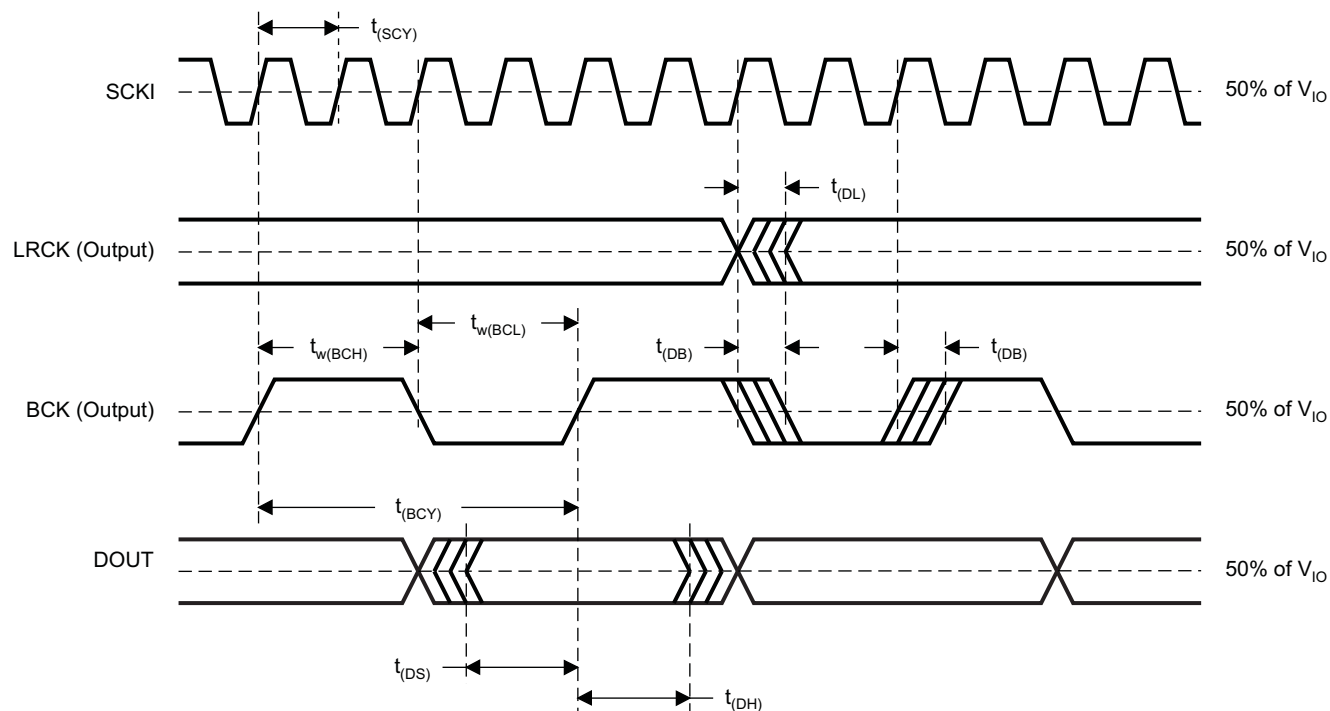 t(SCY)
SCKI
50% of VIO
t(DL)
LRCK (Output)
50% of VIO
tw(BCH)
tw(BCL)
t(DB)
t(DB)
BCK (Output)
50% of VIO
t(BCY)
DOUT
50% of VIO
t(DS)
t(DH)